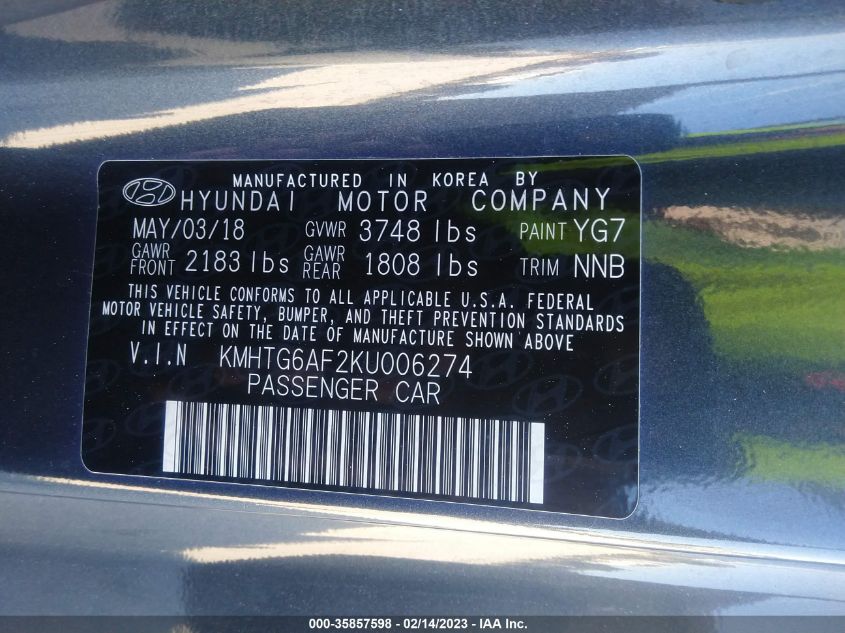 MANUFACTURED IN KOREA BY
HYUNDAI MOTOR COMPANY
MAY/03/18 GVWR 3748 lbs PAINT YG7
GAWR FRONT 2183 lbs GAWR REAR 1808 lbs TRIM NNB
THIS VEHICLE CONFORMS TO ALL APPLICABLE U.S.A. FEDERAL
MOTOR VEHICLE SAFETY, BUMPER, AND THEFT PREVENTION STANDARDS
IN EFFECT ON THE DATE OF MANUFACTURE SHOWN ABOVE
V.I.N KMHTG6AF2KU006274
PASSENGER CAR
000-35857598 - 02/14/2023 - IAA Inc.